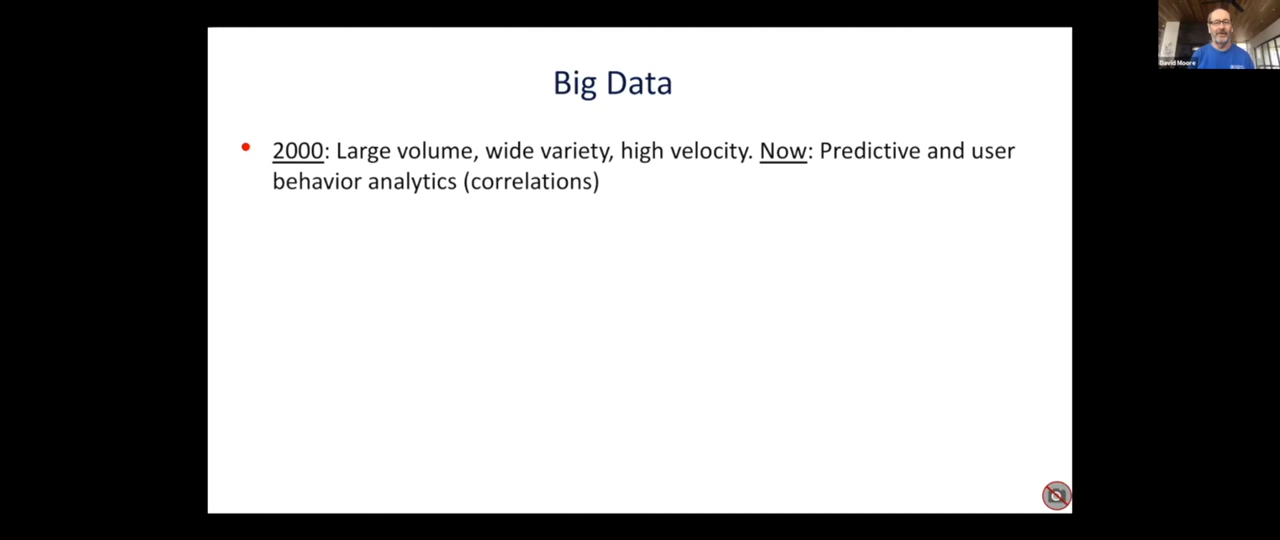 Big Data
2000: Large volume, wide variety, high velocity. Now: Predictive and user
behavior analytics (correlations)
David Moore